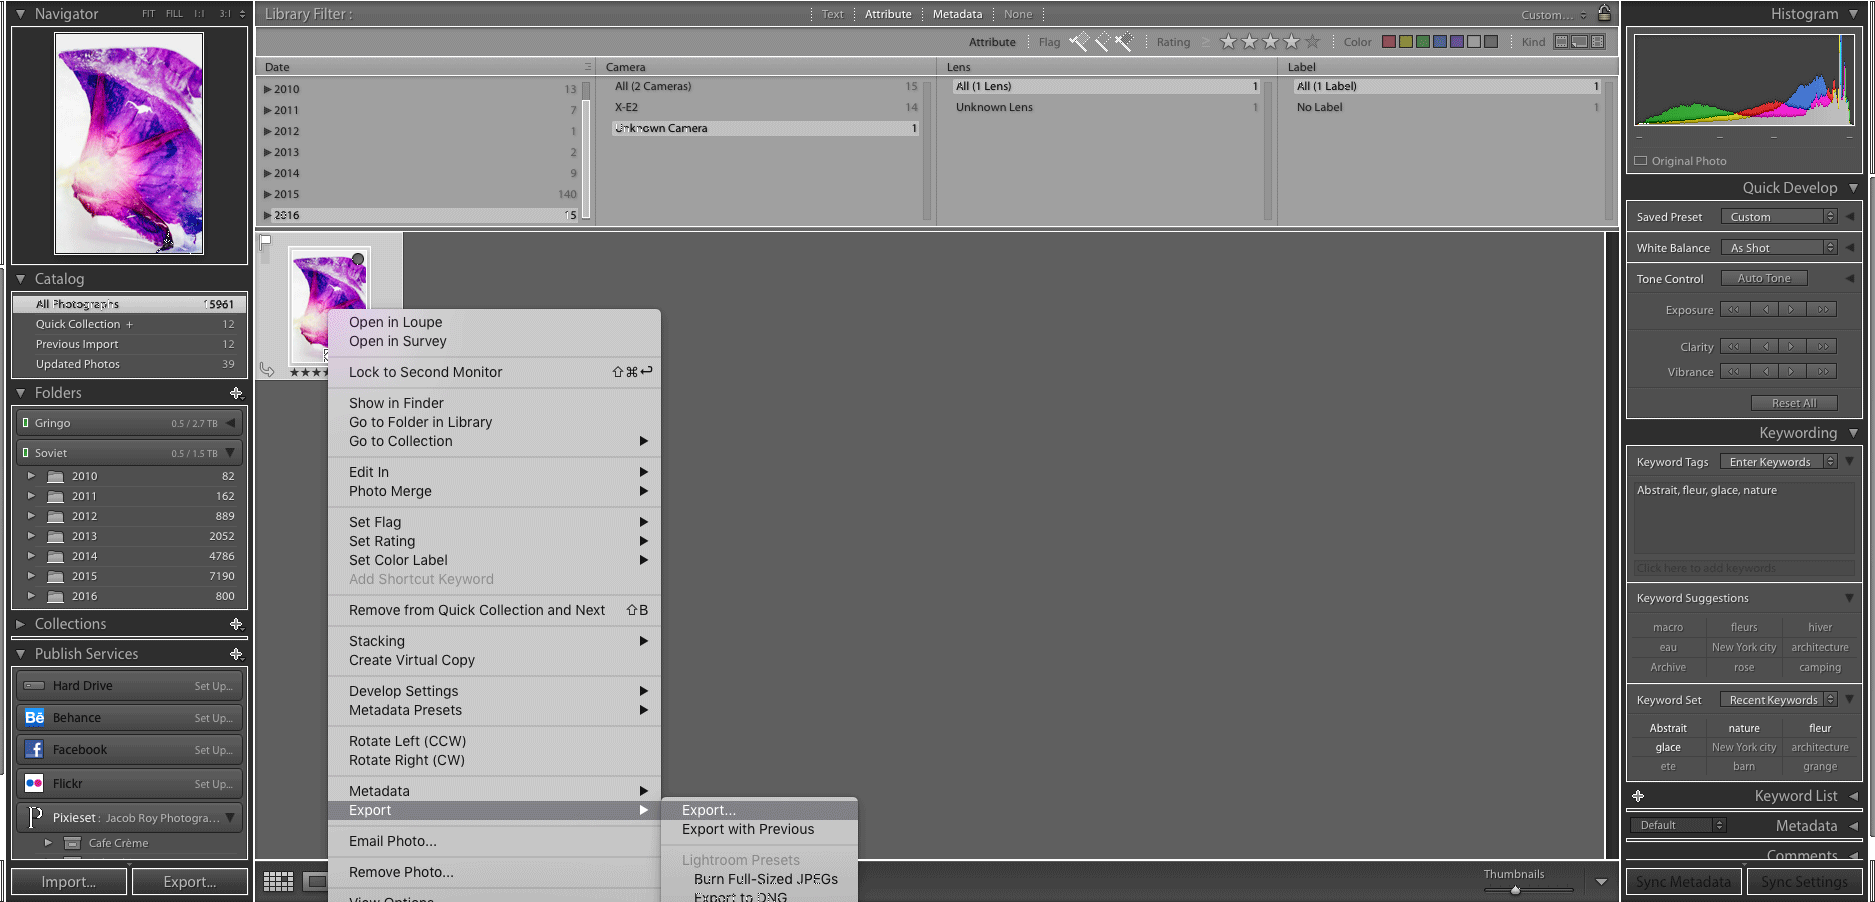 Navigator FIT FILL 1:1 3:1
Catalog
All Photographs 15961
Quick Collection + 12
Previous Import 12
Updated Photos 39
Folders
Gringo 0.5 / 2.7 TB
Soviet 0.5 / 1.5 TB
2010 82
2011 162
2012 889
2013 2052
2014 4786
2015 7190
2016 800
Collections
Publish Services
Hard Drive Set Up...
Bē Behance Set Up...
f Facebook Set Up...
Flickr Set Up...
P Pixieset : Jacob Roy Photogra...
Cafe Crème
Import... Export...
Library Filter : Text Attribute Metadata None Custom...
Attribute Flag Rating ≥ Color Kind
Date
2010 13
2011 7
2012 1
2013 2
2014 9
2015 140
2016 15
Camera
All (2 Cameras) 15
X-E2 14
Unknown Camera 1
Lens
All (1 Lens) 1
Unknown Lens 1
Label
All (1 Label) 1
No Label 1
Open in Loupe
Open in Survey
Lock to Second Monitor ⇧⌘↩
Show in Finder
Go to Folder in Library
Go to Collection
Edit In
Photo Merge
Set Flag
Set Rating
Set Color Label
Add Shortcut Keyword
Remove from Quick Collection and Next ⇧B
Stacking
Create Virtual Copy
Develop Settings
Metadata Presets
Rotate Left (CCW)
Rotate Right (CW)
Metadata
Export
Email Photo...
Remove Photo...
View Options
Export...
Export with Previous
Lightroom Presets
Burn Full-Sized JPEGs
Export to DNG
Thumbnails
Histogram
Original Photo
Quick Develop
Saved Preset Custom
White Balance As Shot
Tone Control Auto Tone
Exposure
Clarity
Vibrance
Reset All
Keywording
Keyword Tags Enter Keywords
Abstrait, fleur, glace, nature
Click here to add keywords
Keyword Suggestions
macro fleurs hiver
eau New York city architecture
Archive rose camping
Keyword Set Recent Keywords
Abstrait nature fleur
glace New York city architecture
ete barn grange
Keyword List
Default Metadata
Comments
Sync Metadata Sync Settings